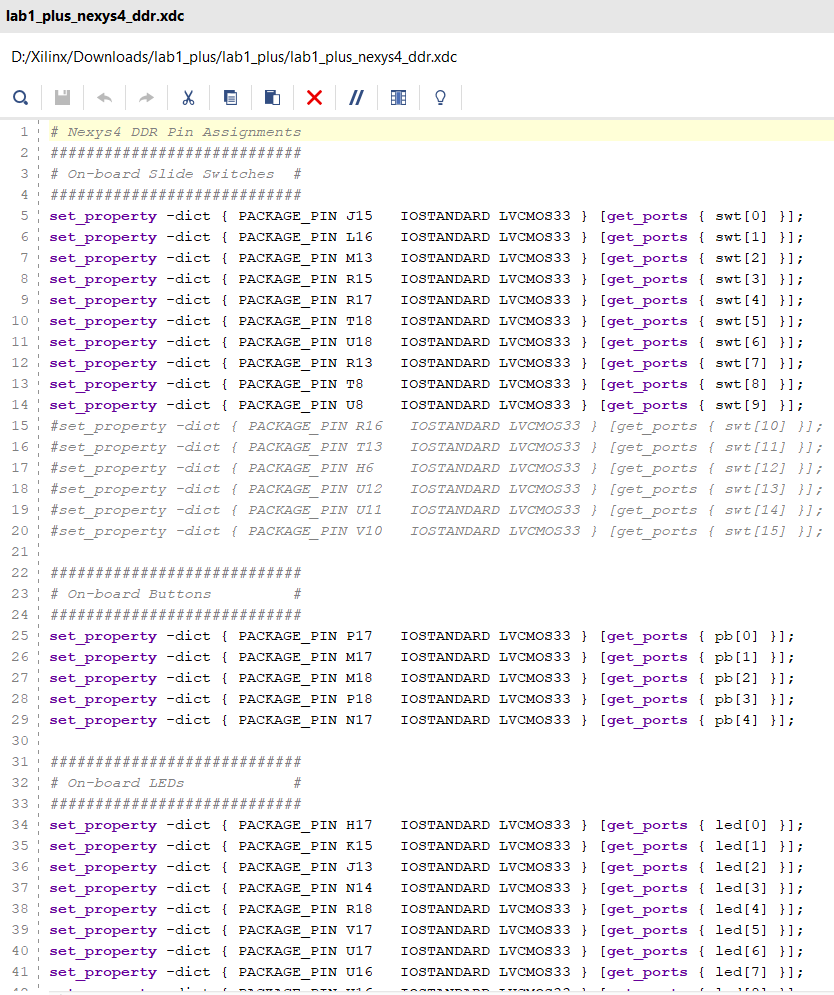 lab1_plus_nexys4_ddr.xdc
D:/Xilinx/Downloads/lab1_plus/lab1_plus/lab1_plus_nexys4_ddr.xdc
1 # Nexys4 DDR Pin Assignments
2 ############################
3 # On-board Slide Switches  #
4 ############################
5 set_property -dict { PACKAGE_PIN J15   IOSTANDARD LVCMOS33 } [get_ports { swt[0] }];
6 set_property -dict { PACKAGE_PIN L16   IOSTANDARD LVCMOS33 } [get_ports { swt[1] }];
7 set_property -dict { PACKAGE_PIN M13   IOSTANDARD LVCMOS33 } [get_ports { swt[2] }];
8 set_property -dict { PACKAGE_PIN R15   IOSTANDARD LVCMOS33 } [get_ports { swt[3] }];
9 set_property -dict { PACKAGE_PIN R17   IOSTANDARD LVCMOS33 } [get_ports { swt[4] }];
10 set_property -dict { PACKAGE_PIN T18   IOSTANDARD LVCMOS33 } [get_ports { swt[5] }];
11 set_property -dict { PACKAGE_PIN U18   IOSTANDARD LVCMOS33 } [get_ports { swt[6] }];
12 set_property -dict { PACKAGE_PIN R13   IOSTANDARD LVCMOS33 } [get_ports { swt[7] }];
13 set_property -dict { PACKAGE_PIN T8    IOSTANDARD LVCMOS33 } [get_ports { swt[8] }];
14 set_property -dict { PACKAGE_PIN U8    IOSTANDARD LVCMOS33 } [get_ports { swt[9] }];
15 #set_property -dict { PACKAGE_PIN R16   IOSTANDARD LVCMOS33 } [get_ports { swt[10] }];
16 #set_property -dict { PACKAGE_PIN T13   IOSTANDARD LVCMOS33 } [get_ports { swt[11] }];
17 #set_property -dict { PACKAGE_PIN H6    IOSTANDARD LVCMOS33 } [get_ports { swt[12] }];
18 #set_property -dict { PACKAGE_PIN U12   IOSTANDARD LVCMOS33 } [get_ports { swt[13] }];
19 #set_property -dict { PACKAGE_PIN U11   IOSTANDARD LVCMOS33 } [get_ports { swt[14] }];
20 #set_property -dict { PACKAGE_PIN V10   IOSTANDARD LVCMOS33 } [get_ports { swt[15] }];
21
22 ############################
23 # On-board Buttons         #
24 ############################
25 set_property -dict { PACKAGE_PIN P17   IOSTANDARD LVCMOS33 } [get_ports { pb[0] }];
26 set_property -dict { PACKAGE_PIN M17   IOSTANDARD LVCMOS33 } [get_ports { pb[1] }];
27 set_property -dict { PACKAGE_PIN M18   IOSTANDARD LVCMOS33 } [get_ports { pb[2] }];
28 set_property -dict { PACKAGE_PIN P18   IOSTANDARD LVCMOS33 } [get_ports { pb[3] }];
29 set_property -dict { PACKAGE_PIN N17   IOSTANDARD LVCMOS33 } [get_ports { pb[4] }];
30
31 ############################
32 # On-board LEDs            #
33 ############################
34 set_property -dict { PACKAGE_PIN H17   IOSTANDARD LVCMOS33 } [get_ports { led[0] }];
35 set_property -dict { PACKAGE_PIN K15   IOSTANDARD LVCMOS33 } [get_ports { led[1] }];
36 set_property -dict { PACKAGE_PIN J13   IOSTANDARD LVCMOS33 } [get_ports { led[2] }];
37 set_property -dict { PACKAGE_PIN N14   IOSTANDARD LVCMOS33 } [get_ports { led[3] }];
38 set_property -dict { PACKAGE_PIN R18   IOSTANDARD LVCMOS33 } [get_ports { led[4] }];
39 set_property -dict { PACKAGE_PIN V17   IOSTANDARD LVCMOS33 } [get_ports { led[5] }];
40 set_property -dict { PACKAGE_PIN U17   IOSTANDARD LVCMOS33 } [get_ports { led[6] }];
41 set_property -dict { PACKAGE_PIN U16   IOSTANDARD LVCMOS33 } [get_ports { led[7] }];